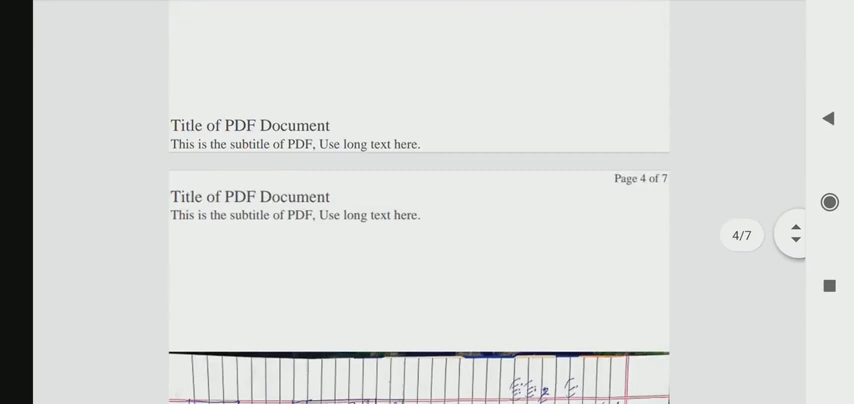 Title of PDF Document
This is the subtitle of PDF, Use long text here.
Page 4 of 7
Title of PDF Document
This is the subtitle of PDF, Use long text here.
4/7